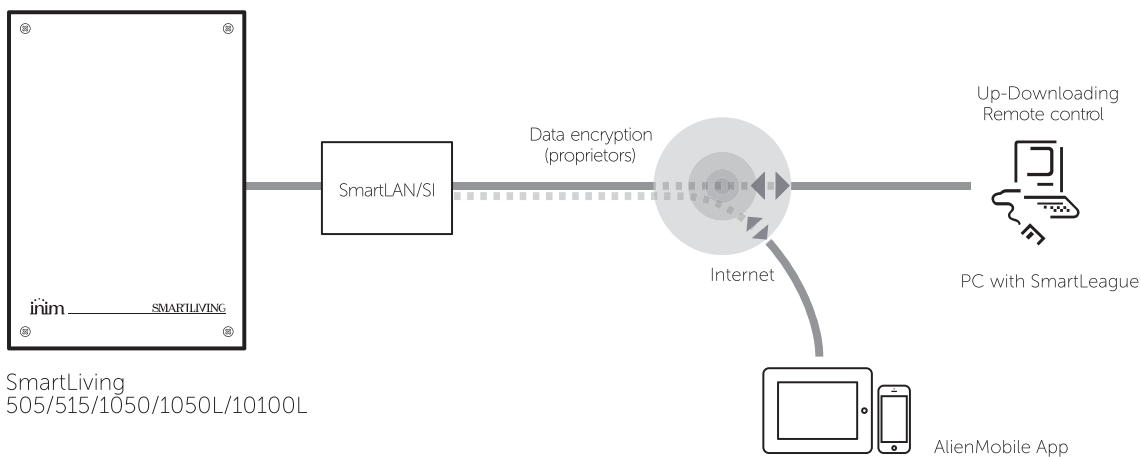 inim
SMARTLIVING
SmartLiving
505/515/1050/1050L/10100L
SmartLAN/SI
Data encryption
(proprietors)
Internet
Up-Downloading
Remote control
PC with SmartLeague
AlienMobile App